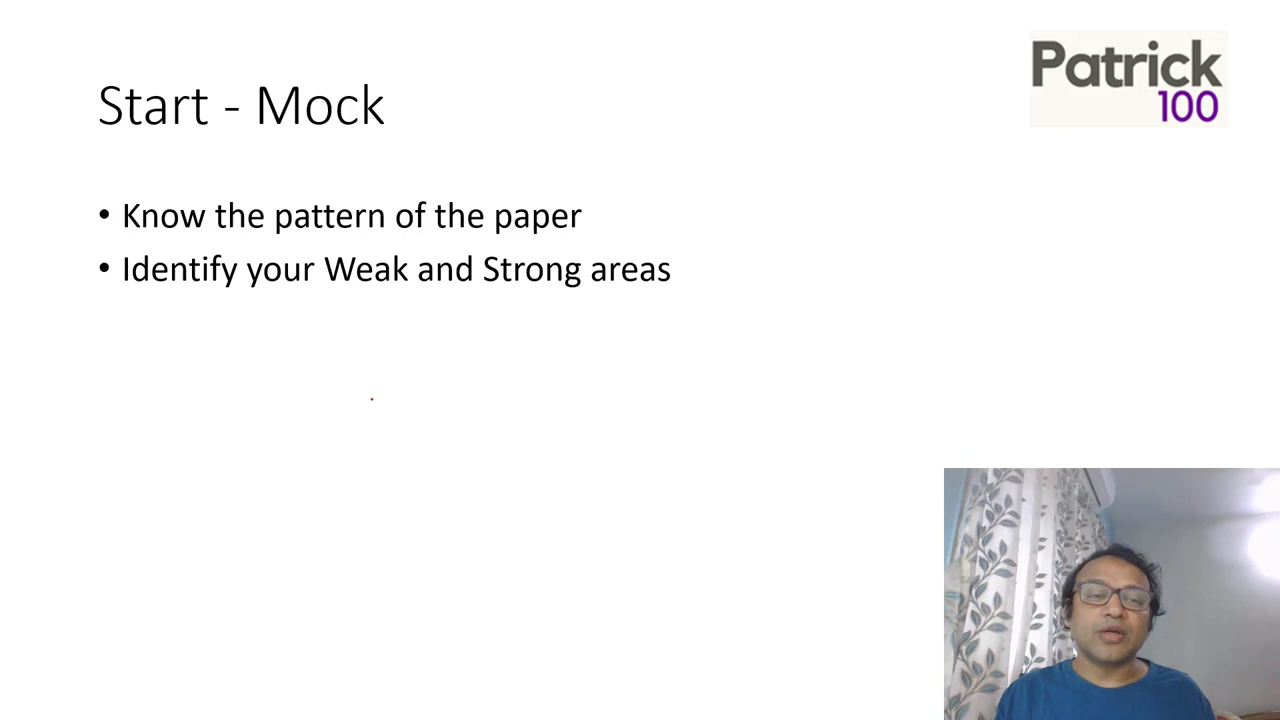 Patrick
100
Start - Mock
• Know the pattern of the paper
• Identify your Weak and Strong areas